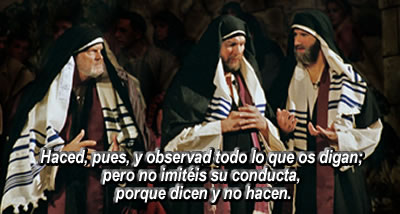 Haced, pues, y observad todo lo que os digan;
pero no imitéis su conducta,
porque dicen y no hacen.